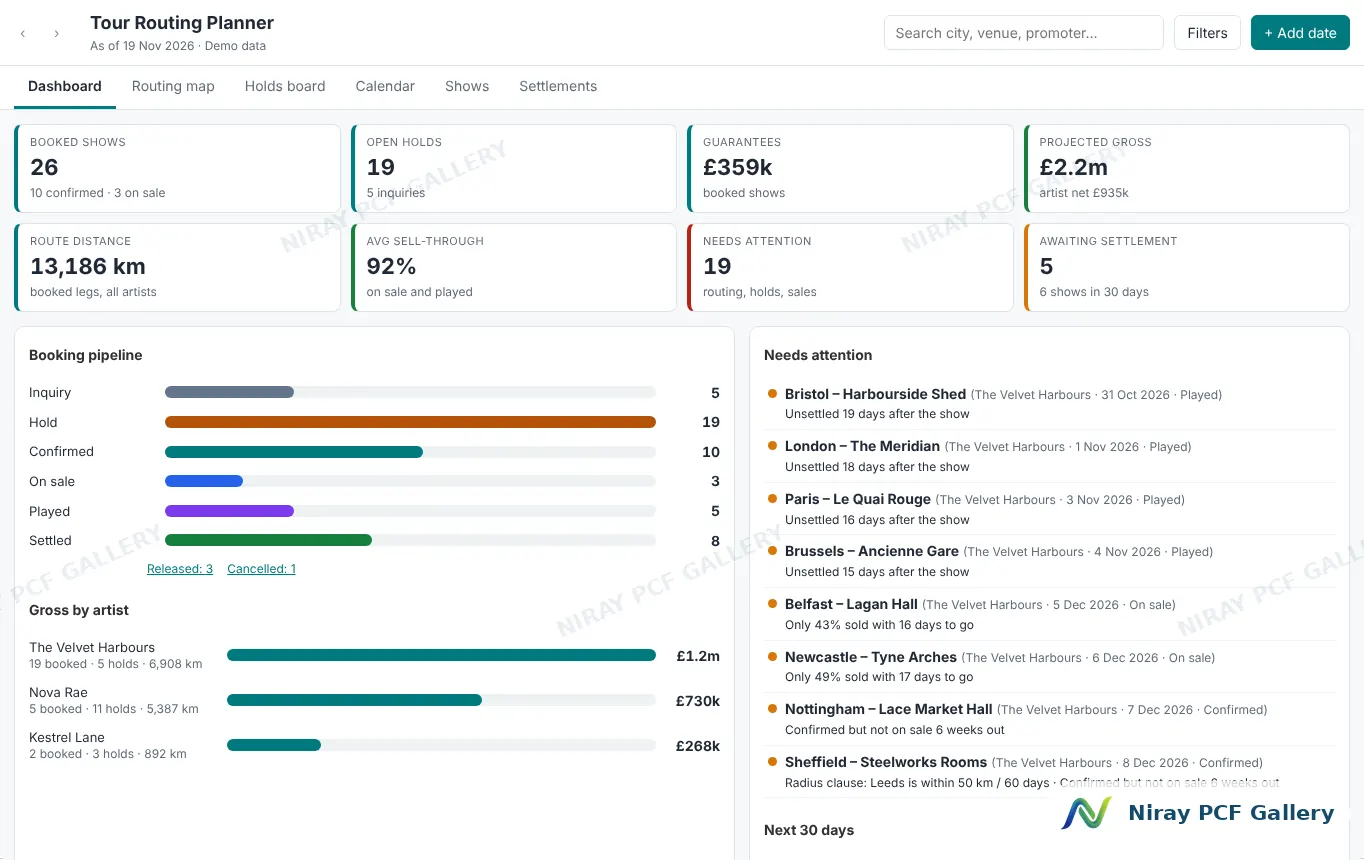 Tour Routing Planner
As of 19 Nov 2026 · Demo data
Search city, venue, promoter...
Filters
+ Add date
Dashboard
Routing map
Holds board
Calendar
Shows
Settlements
BOOKED SHOWS
26
10 confirmed · 3 on sale
OPEN HOLDS
19
5 inquiries
GUARANTEES
£359k
booked shows
PROJECTED GROSS
£2.2m
artist net £935k
ROUTE DISTANCE
13,186 km
booked legs, all artists
AVG SELL-THROUGH
92%
on sale and played
NEEDS ATTENTION
19
routing, holds, sales
AWAITING SETTLEMENT
5
6 shows in 30 days
Booking pipeline
Inquiry 5
Hold 19
Confirmed 10
On sale 3
Played 5
Settled 8
Released: 3 Cancelled: 1
Gross by artist
The Velvet Harbours
19 booked · 5 holds · 6,908 km
£1.2m
Nova Rae
5 booked · 11 holds · 5,387 km
£730k
Kestrel Lane
2 booked · 3 holds · 892 km
£268k
Needs attention
Bristol – Harbourside Shed (The Velvet Harbours · 31 Oct 2026 · Played)
Unsettled 19 days after the show
London – The Meridian (The Velvet Harbours · 1 Nov 2026 · Played)
Unsettled 18 days after the show
Paris – Le Quai Rouge (The Velvet Harbours · 3 Nov 2026 · Played)
Unsettled 16 days after the show
Brussels – Ancienne Gare (The Velvet Harbours · 4 Nov 2026 · Played)
Unsettled 15 days after the show
Belfast – Lagan Hall (The Velvet Harbours · 5 Dec 2026 · On sale)
Only 43% sold with 16 days to go
Newcastle – Tyne Arches (The Velvet Harbours · 6 Dec 2026 · On sale)
Only 49% sold with 17 days to go
Nottingham – Lace Market Hall (The Velvet Harbours · 7 Dec 2026 · Confirmed)
Confirmed but not on sale 6 weeks out
Sheffield – Steelworks Rooms (The Velvet Harbours · 8 Dec 2026 · Confirmed)
Radius clause: Leeds is within 50 km / 60 days · Confirmed but not on sale 6 weeks out
Next 30 days
Niray PCF Gallery
NIRAY PCF GALLERY
NIRAY PCF GALLERY
PCF GALLERY
NIRAY PCF GALLERY
NIRAY PCF GALL